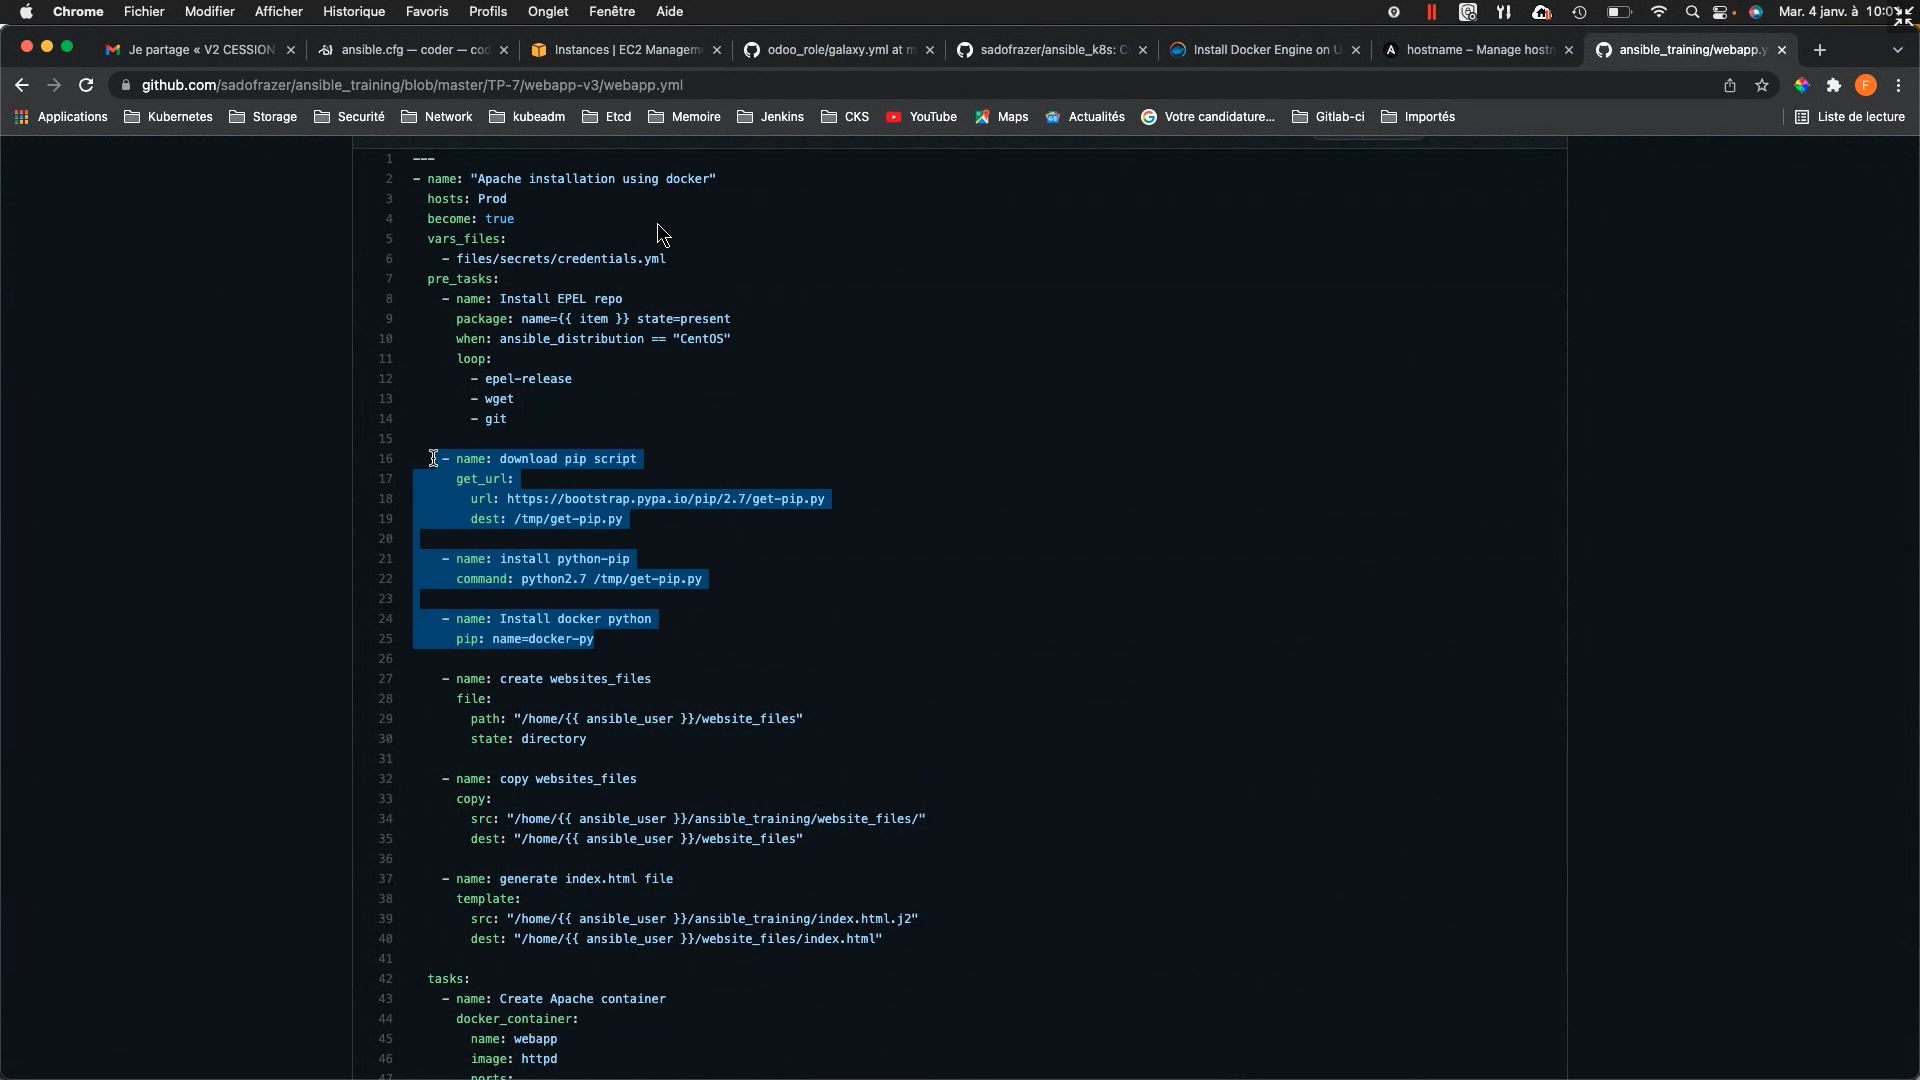 Chrome Fichier Modifier Afficher Historique Favoris Profils Onglet Fenêtre Aide Mar. 4 janv. à 10:0
Je partage « V2 CESSION ansible.cfg — coder — co Instances | EC2 Managem odoo_role/galaxy.yml at m sadofrazer/ansible_k8s: C Install Docker Engine on U hostname – Manage hostn ansible_training/webapp.y
github.com/sadofrazer/ansible_training/blob/master/TP-7/webapp-v3/webapp.yml F
Applications Kubernetes Storage Securité Network kubeadm Etcd Memoire Jenkins CKS YouTube Maps Actualités Votre candidature... Gitlab-ci Importés Liste de lecture
1 ---
2 - name: "Apache installation using docker"
3 hosts: Prod
4 become: true
5 vars_files:
6 - files/secrets/credentials.yml
7 pre_tasks:
8 - name: Install EPEL repo
9 package: name={{ item }} state=present
10 when: ansible_distribution == "CentOS"
11 loop:
12 - epel-release
13 - wget
14 - git
15
16 - name: download pip script
17 get_url:
18 url: https://bootstrap.pypa.io/pip/2.7/get-pip.py
19 dest: /tmp/get-pip.py
20
21 - name: install python-pip
22 command: python2.7 /tmp/get-pip.py
23
24 - name: Install docker python
25 pip: name=docker-py
26
27 - name: create websites_files
28 file:
29 path: "/home/{{ ansible_user }}/website_files"
30 state: directory
31
32 - name: copy websites_files
33 copy:
34 src: "/home/{{ ansible_user }}/ansible_training/website_files/"
35 dest: "/home/{{ ansible_user }}/website_files"
36
37 - name: generate index.html file
38 template:
39 src: "/home/{{ ansible_user }}/ansible_training/index.html.j2"
40 dest: "/home/{{ ansible_user }}/website_files/index.html"
41
42 tasks:
43 - name: Create Apache container
44 docker_container:
45 name: webapp
46 image: httpd
47 ports: